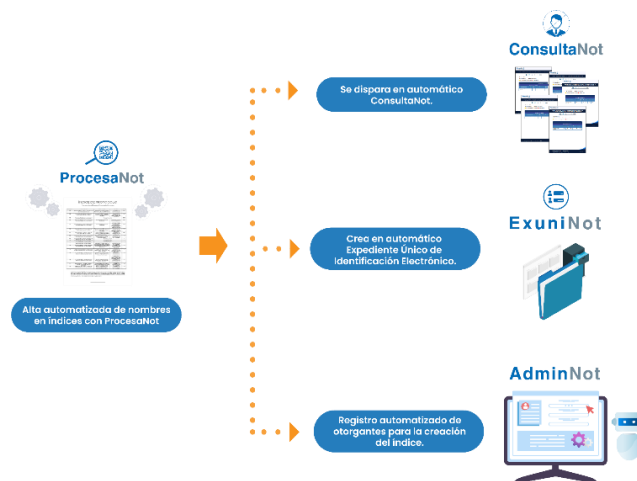 ConsultaNot
Se dispara en automático
ConsultaNot.
ProcesaNot
ExuniNot
Crea en automático
Expediente Único de
Identificación Electrónico.
Alta automatizada de nombres
en índices con ProcesaNot
AdminNot
Registro automatizado de
otorgantes para la creación
del índice.